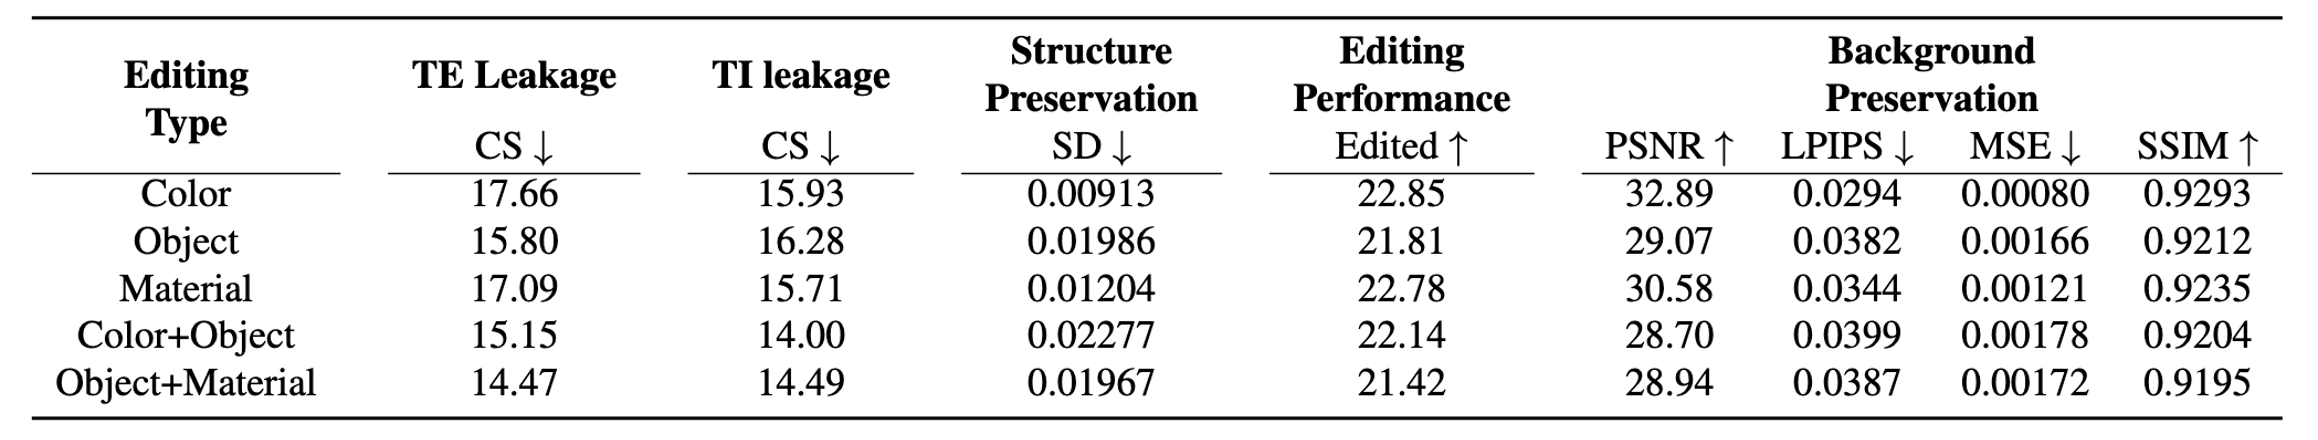 Editing Type TE Leakage TI leakage Structure Preservation Editing Performance Background Preservation
CS ↓ CS ↓ SD ↓ Edited ↑ PSNR ↑ LPIPS ↓ MSE ↓ SSIM ↑
Color 17.66 15.93 0.00913 22.85 32.89 0.0294 0.00080 0.9293
Object 15.80 16.28 0.01986 21.81 29.07 0.0382 0.00166 0.9212
Material 17.09 15.71 0.01204 22.78 30.58 0.0344 0.00121 0.9235
Color+Object 15.15 14.00 0.02277 22.14 28.70 0.0399 0.00178 0.9204
Object+Material 14.47 14.49 0.01967 21.42 28.94 0.0387 0.00172 0.9195